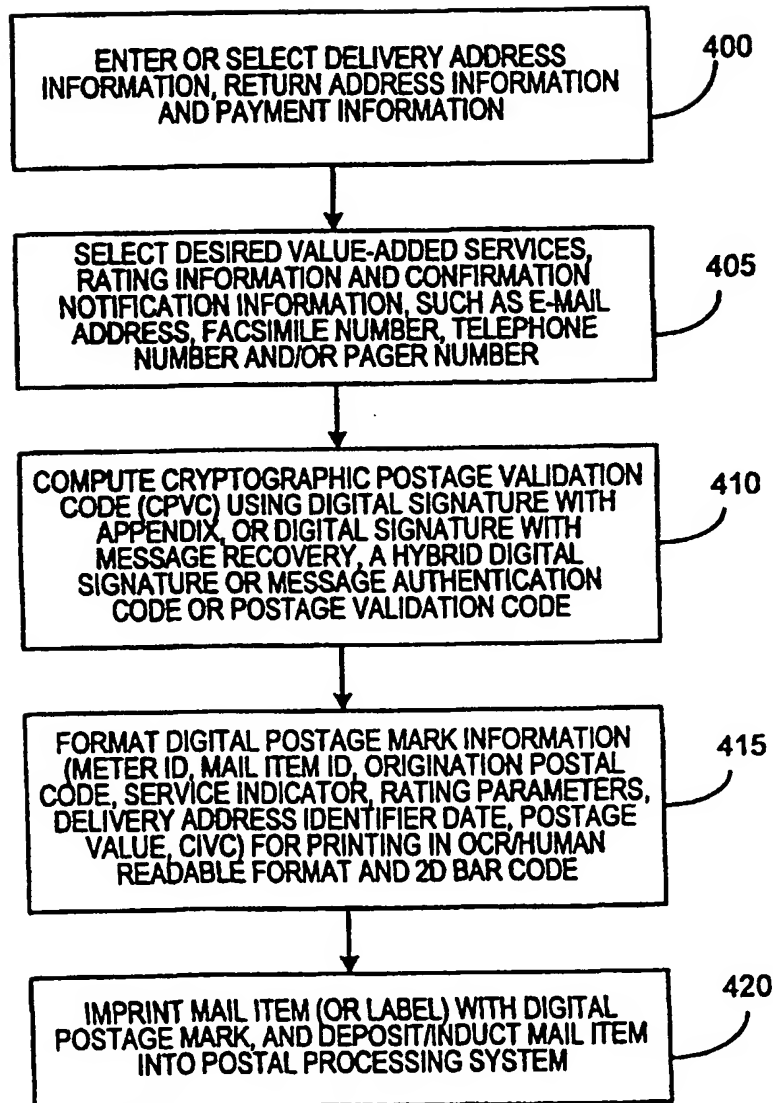 ENTER OR SELECT DELIVERY ADDRESS
INFORMATION, RETURN ADDRESS INFORMATION
AND PAYMENT INFORMATION
400
SELECT DESIRED VALUE-ADDED SERVICES,
RATING INFORMATION AND CONFIRMATION
NOTIFICATION INFORMATION, SUCH AS E-MAIL
ADDRESS, FACSIMILE NUMBER, TELEPHONE
NUMBER AND/OR PAGER NUMBER
405
COMPUTE CRYPTOGRAPHIC POSTAGE VALIDATION
CODE (CPVC) USING DIGITAL SIGNATURE WITH
APPENDIX, OR DIGITAL SIGNATURE WITH
MESSAGE RECOVERY, A HYBRID DIGITAL
SIGNATURE OR MESSAGE AUTHENTICATION
CODE OR POSTAGE VALIDATION CODE
410
FORMAT DIGITAL POSTAGE MARK INFORMATION
(METER ID, MAIL ITEM ID, ORIGINATION POSTAL
CODE, SERVICE INDICATOR, RATING PARAMETERS,
DELIVERY ADDRESS IDENTIFIER DATE, POSTAGE
VALUE, CIVC) FOR PRINTING IN OCR/HUMAN
READABLE FORMAT AND 2D BAR CODE
415
IMPRINT MAIL ITEM (OR LABEL) WITH DIGITAL
POSTAGE MARK, AND DEPOSIT/INDUCT MAIL ITEM
INTO POSTAL PROCESSING SYSTEM
420